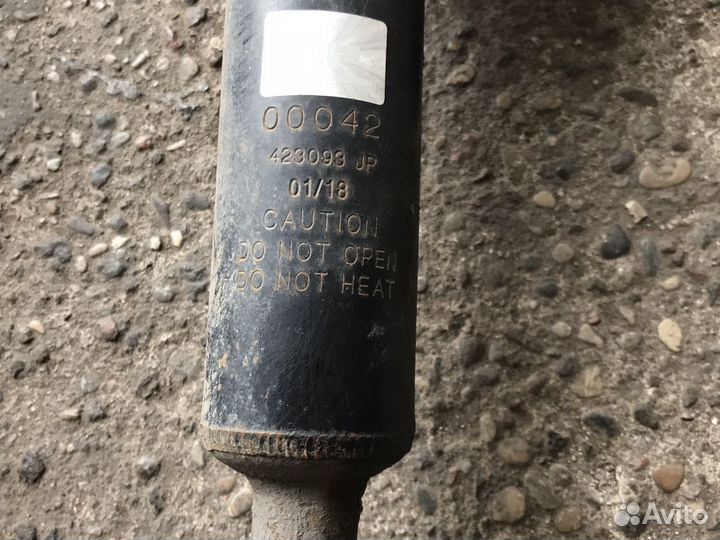 00042
423093 JP
01/18
CAUTION
DO NOT OPEN
DO NOT HEAT
Avito